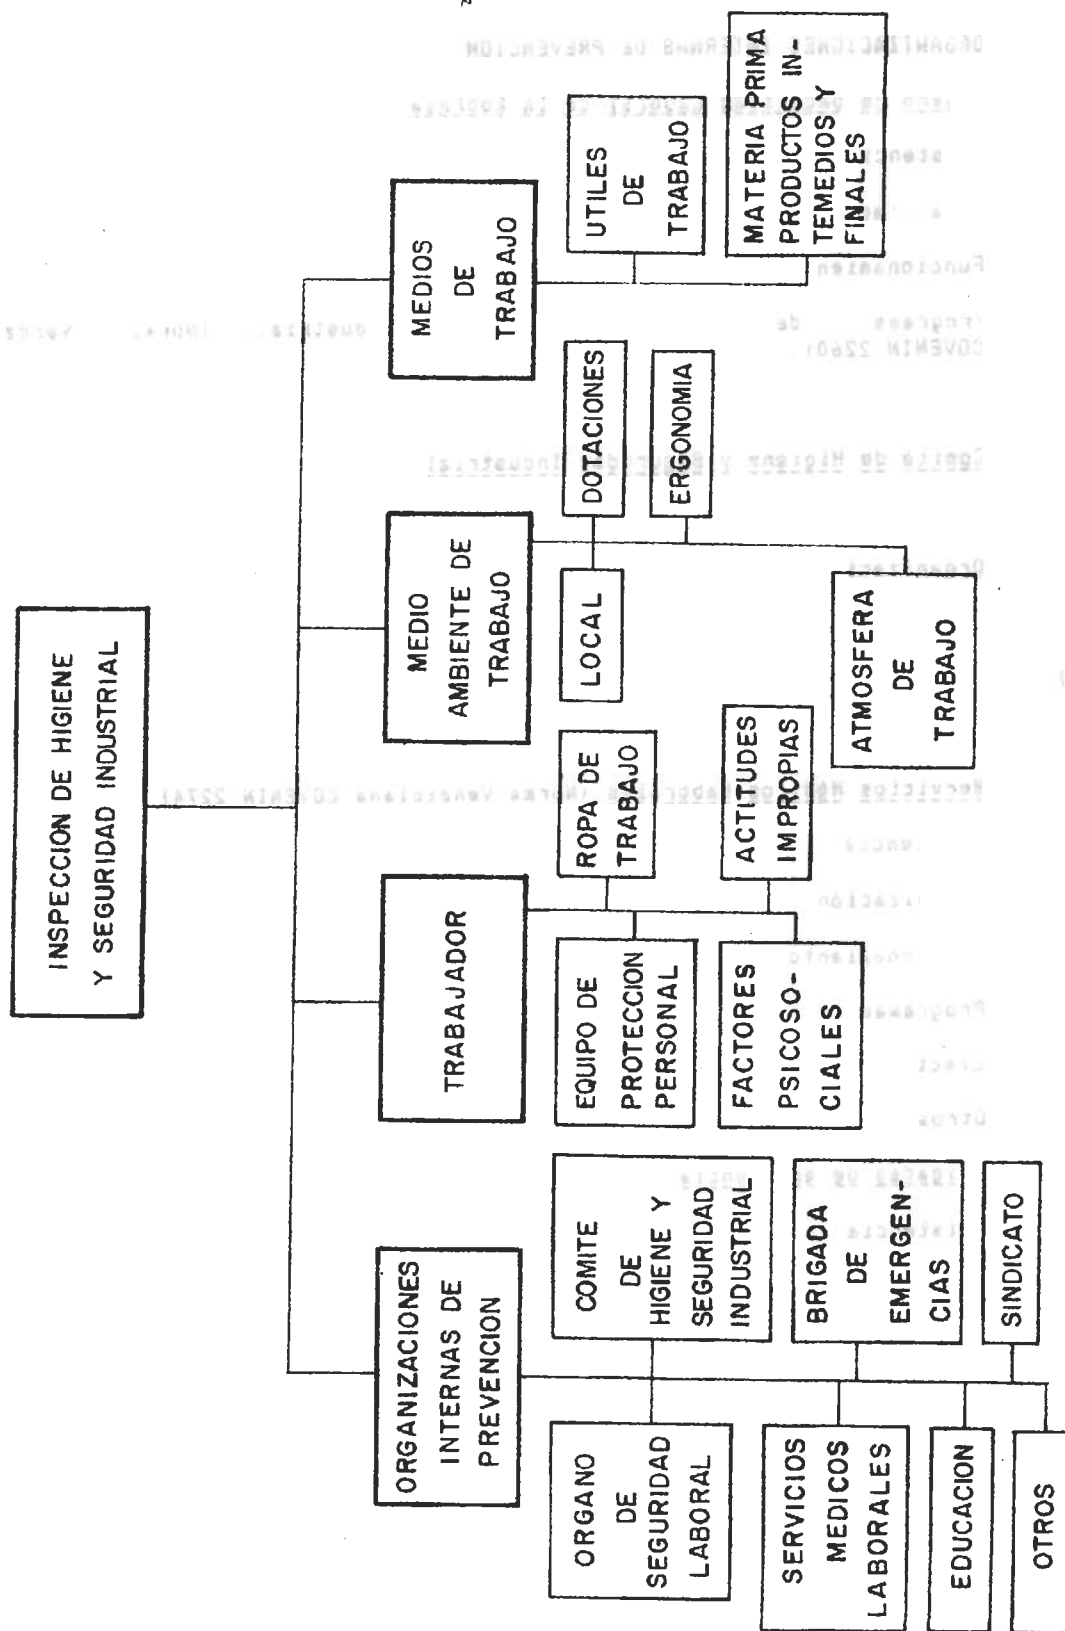 INSPECCION DE HIGIENE
Y SEGURIDAD INDUSTRIAL
ORGANIZACIONES
INTERNAS DE
PREVENCION
TRABAJADOR
MEDIO
AMBIENTE DE
TRABAJO
MEDIOS
DE
TRABAJO
ORGANO
DE
SEGURIDAD
LABORAL
COMITE
DE
HIGIENE Y
SEGURIDAD
INDUSTRIAL
SERVICIOS
MEDICOS
LABORALES
BRIGADA
DE
EMERGEN-
CIAS
EDUCACION
SINDICATO
OTROS
EQUIPO DE
PROTECCION
PERSONAL
ROPA DE
TRABAJO
FACTORES
PSICOSO-
CIALES
ACTITUDES
IMPROPIAS
LOCAL
DOTACIONES
ERGONOMIA
ATMOSFERA
DE
TRABAJO
UTILES
DE
TRABAJO
MATERIA PRIMA
PRODUCTOS IN-
TEMEDIOS Y
FINALES